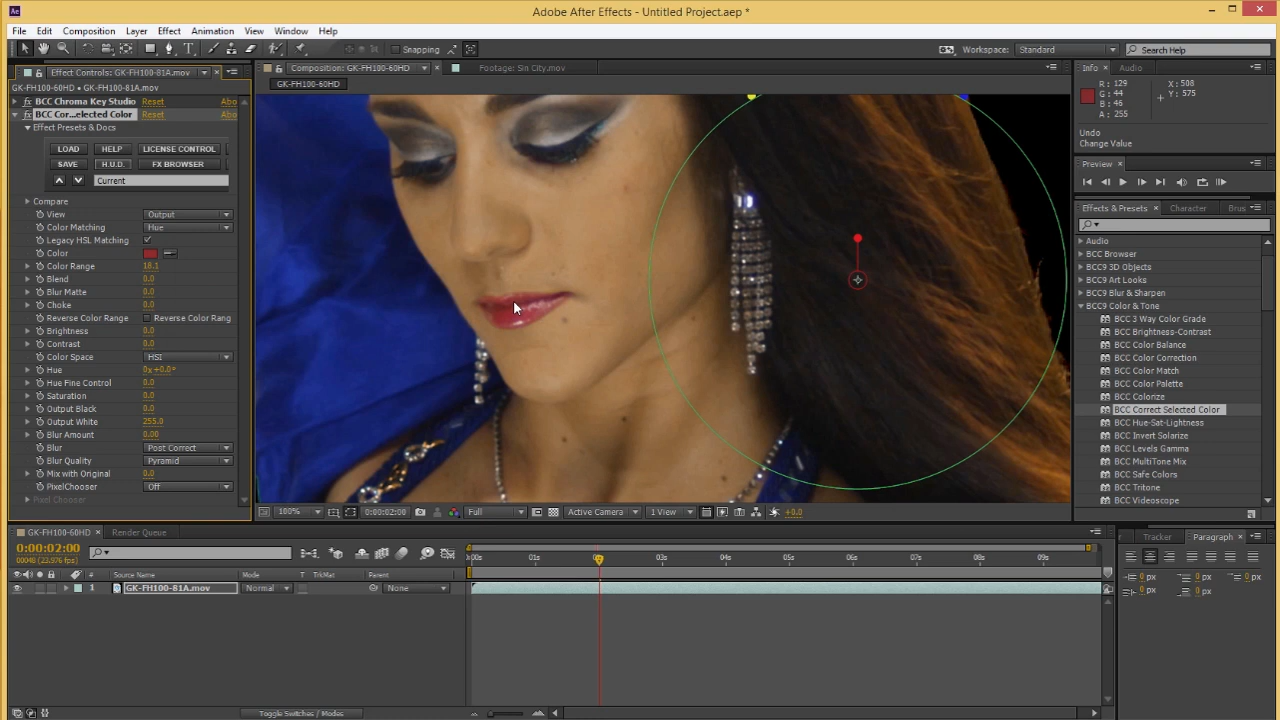 Ae
Adobe After Effects - Untitled Project.aep *
File Edit Composition Layer Effect Animation View Window Help
Snapping
Workspace: Standard
Search Help
Effect Controls: GK-FH100-81A.mov
GK-FH100-60HD • GK-FH100-81A.mov
fx BCC Chroma Key Studio Reset Abo
fx BCC Cor...elected Color Reset Abo
Effect Presets & Docs
LOAD HELP LICENSE CONTROL
SAVE H.U.D. FX BROWSER
Current
Compare
View Output
Color Matching Hue
Legacy HSL Matching
Color
Color Range 18.1
Blend 0.0
Blur Matte 0.0
Choke 0.0
Reverse Color Range Reverse Color Rang
Brightness 0.0
Contrast 0.0
Color Space HSI
Hue 0x+0.0°
Hue Fine Control 0.0
Saturation 0.0
Output Black 0.0
Output White 255.0
Blur Amount 0.00
Blur Post Correct
Blur Quality Pyramid
Mix with Original 0.0
PixelChooser Off
Pixel Chooser
Composition: GK-FH100-60HD
Footage: Sin City.mov
GK-FH100-60HD
100% 0:00:02:00 Full Active Camera 1 View +0.0
Info Audio
R: 129
G: 44
B: 46
A: 255
X: 508
Y: 575
Undo
Change Value
Preview
Effects & Presets Character Brus
Audio
BCC Browser
BCC9 3D Objects
BCC9 Art Looks
BCC9 Blur & Sharpen
BCC9 Color & Tone
BCC 3 Way Color Grade
BCC Brightness-Contrast
BCC Color Balance
BCC Color Correction
BCC Color Match
BCC Color Palette
BCC Colorize
BCC Correct Selected Color
BCC Hue-Sat-Lightness
BCC Invert Solarize
BCC Levels Gamma
BCC MultiTone Mix
BCC Safe Colors
BCC Tritone
BCC Videoscope
GK-FH100-60HD Render Queue
0:00:02:00
00048 (23.976 fps)
# Source Name Mode T TrkMat Parent
1 GK-FH100-81A.mov Normal None
01s 03s 04s 05s 06s 07s 08s 09s
Toggle Switches / Modes
Tracker Paragraph
0 px 0 px 0 px
0 px 0 px